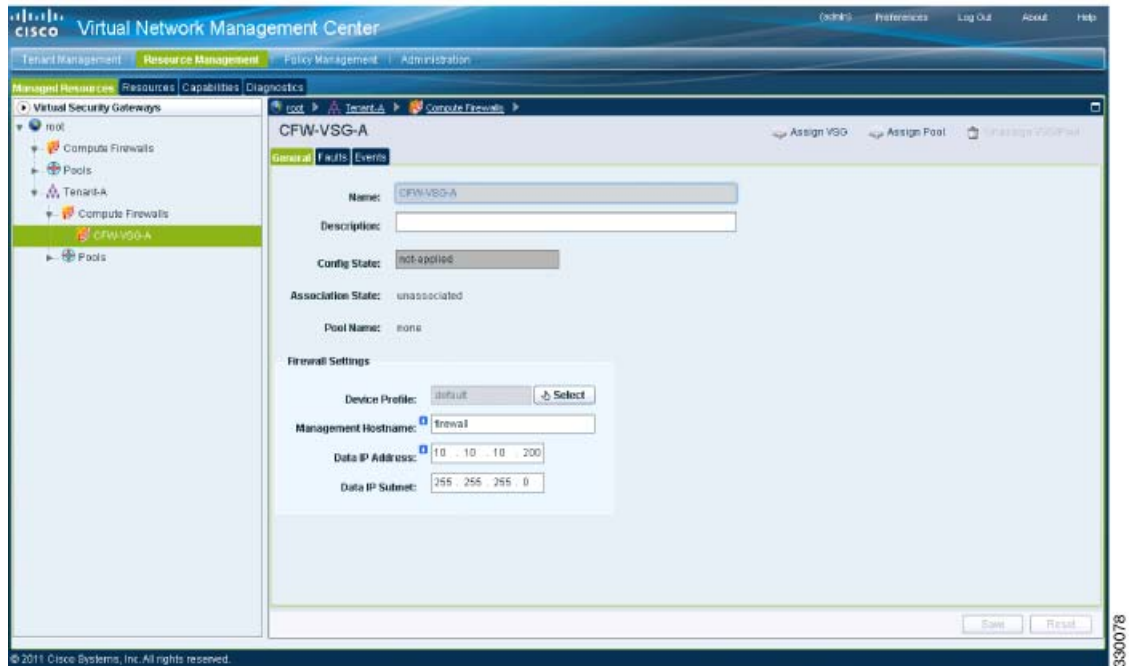 CISCO Virtual Network Management Center
(admin) Preferences Log Out About Help
Tenant Management Resource Management Policy Management Administration
Managed Resources Resources Capabilities Diagnostics
Virtual Security Gateways
root
Compute Firewalls
Pools
Tenant-A
Compute Firewalls
CFW-VSG-A
Pools
root Tenant-A Compute Firewalls
CFW-VSG-A
Assign VSG Assign Pool
General Faults Events
Name: CFW-VSG-A
Description:
Config State: not-applied
Association State: unassociated
Pool Name: none
Firewall Settings
Device Profile: default Select
Management Hostname: firewall
Data IP Address: 10 . 10 . 10 . 200
Data IP Subnet: 255 . 255 . 255 . 0
Save Reset
© 2011 Cisco Systems, Inc. All rights reserved.
330078